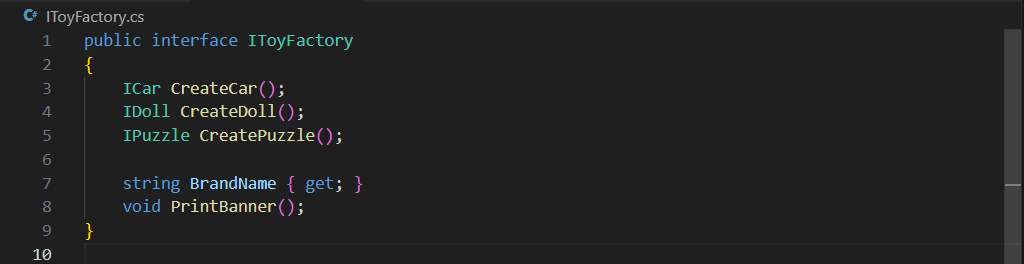 C# IToyFactory.cs
1 public interface IToyFactory
2 {
3     ICar CreateCar();
4     IDoll CreateDoll();
5     IPuzzle CreatePuzzle();
6
7     string BrandName { get; }
8     void PrintBanner();
9 }
10